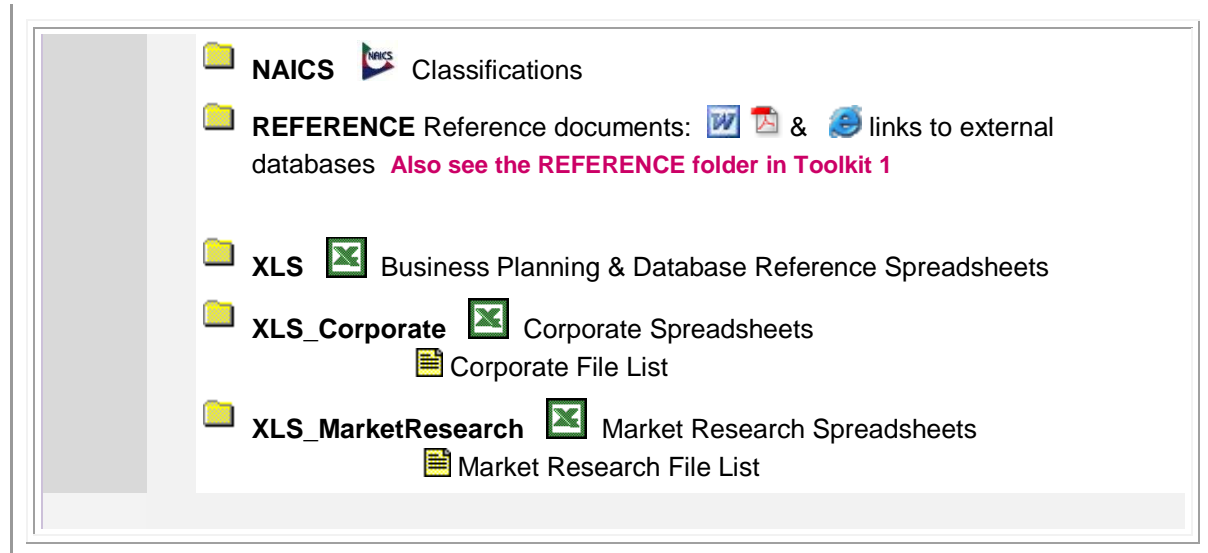 NAICS NAICS Classifications
REFERENCE Reference documents: W & e links to external
databases Also see the REFERENCE folder in Toolkit 1
XLS X Business Planning & Database Reference Spreadsheets
XLS_Corporate X Corporate Spreadsheets
Corporate File List
XLS_MarketResearch X Market Research Spreadsheets
Market Research File List